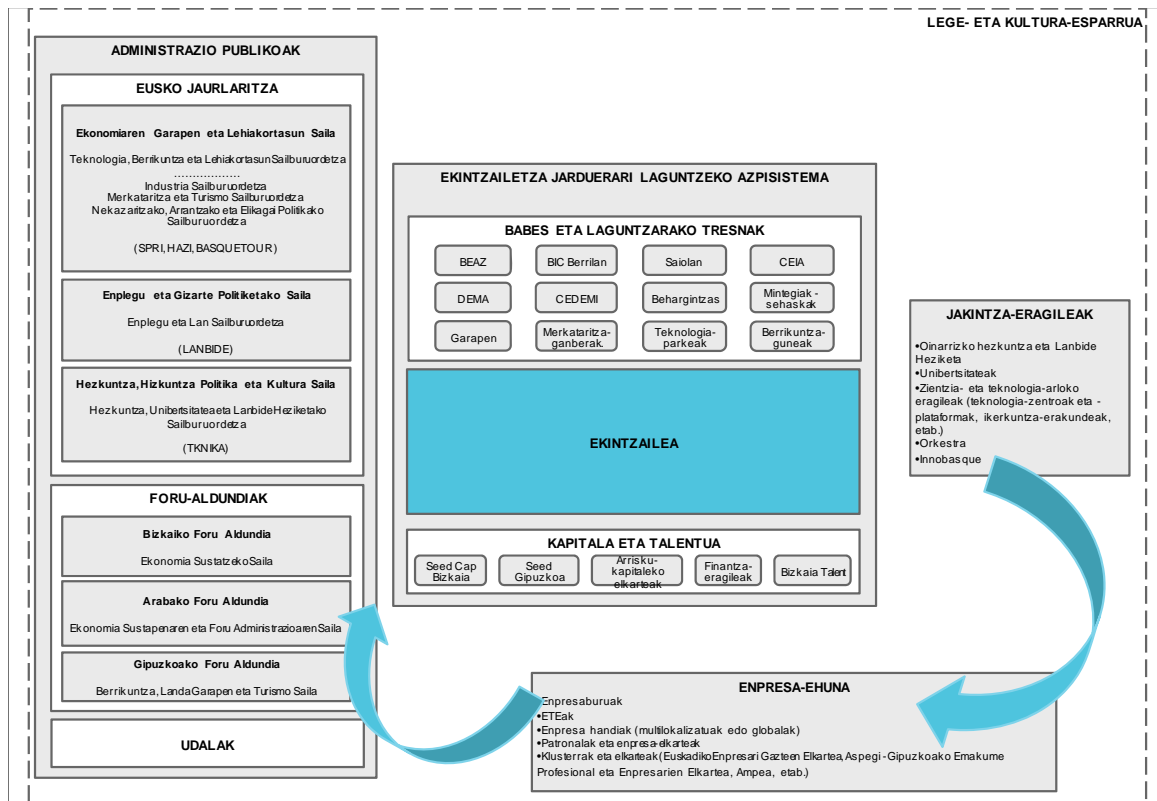 LEGE- ETA KULTURA-ESPARRUA
ADMINISTRAZIO PUBLIKOAK
EUSKO JAURLARITZA
Ekonomiaren Garapen eta Lehiakortasun Saila
Teknologia, Berrikuntza eta Lehiakortasun Sailburuordetza
………………
Industria Sailburuordetza
Merkataritza eta Turismo Sailburuordetza
Nekazaritzako, Arrantzako eta Elikagai Politikako
Sailburuordetza
(SPRI, HAZI, BASQUETOUR)
Enplegu eta Gizarte Politiketako Saila
Enplegu eta Lan Sailburuordetza
(LANBIDE)
Hezkuntza, Hizkuntza Politika eta Kultura Saila
Hezkuntza, Unibertsitatea eta Lanbide Heziketako
Sailburuordetza
(TKNIKA)
FORU-ALDUNDIAK
Bizkaiko Foru Aldundia
Ekonomia Sustatzeko Saila
Arabako Foru Aldundia
Ekonomia Sustapenaren eta Foru Administrazioaren Saila
Gipuzkoako Foru Aldundia
Berrikuntza, Landa Garapen eta Turismo Saila
UDALAK
EKINTZAILETZA JARDUERARI LAGUNTZEKO AZPISISTEMA
BABES ETA LAGUNTZARAKO TRESNAK
BEAZ
BIC Berrilan
Saiolan
CEIA
DEMA
CEDEMI
Behargintzas
Mintegiak -
sehaskak
Garapen
Merkataritza-
ganberak.
Teknologia-
parkeak
Berrikuntza-
guneak
EKINTZAILEA
KAPITALA ETA TALENTUA
Seed Cap
Bizkaia
Seed
Gipuzkoa
Arrisku-
kapitaleko
elkarteak
Finantza-
eragileak
Bizkaia Talent
JAKINTZA-ERAGILEAK
•Oinarrizko hezkuntza eta Lanbide
Heziketa
•Unibertsitateak
•Zientzia- eta teknologia-arloko
eragileak (teknologia-zentroak eta -
plataformak, ikerkuntza-erakundeak,
etab.)
•Orkestra
•Innobasque
ENPRESA-EHUNA
•Enpresaburuak
•ETEak
•Enpresa handiak (multilokalizatuak edo globalak)
•Patronalak eta enpresa-elkarteak
•Klusterrak eta elkarteak (Euskadiko Enpresari Gazteen Elkartea, Aspegi - Gipuzkoako Emakume
Profesional eta Enpresarien Elkartea, Ampea, etab.)